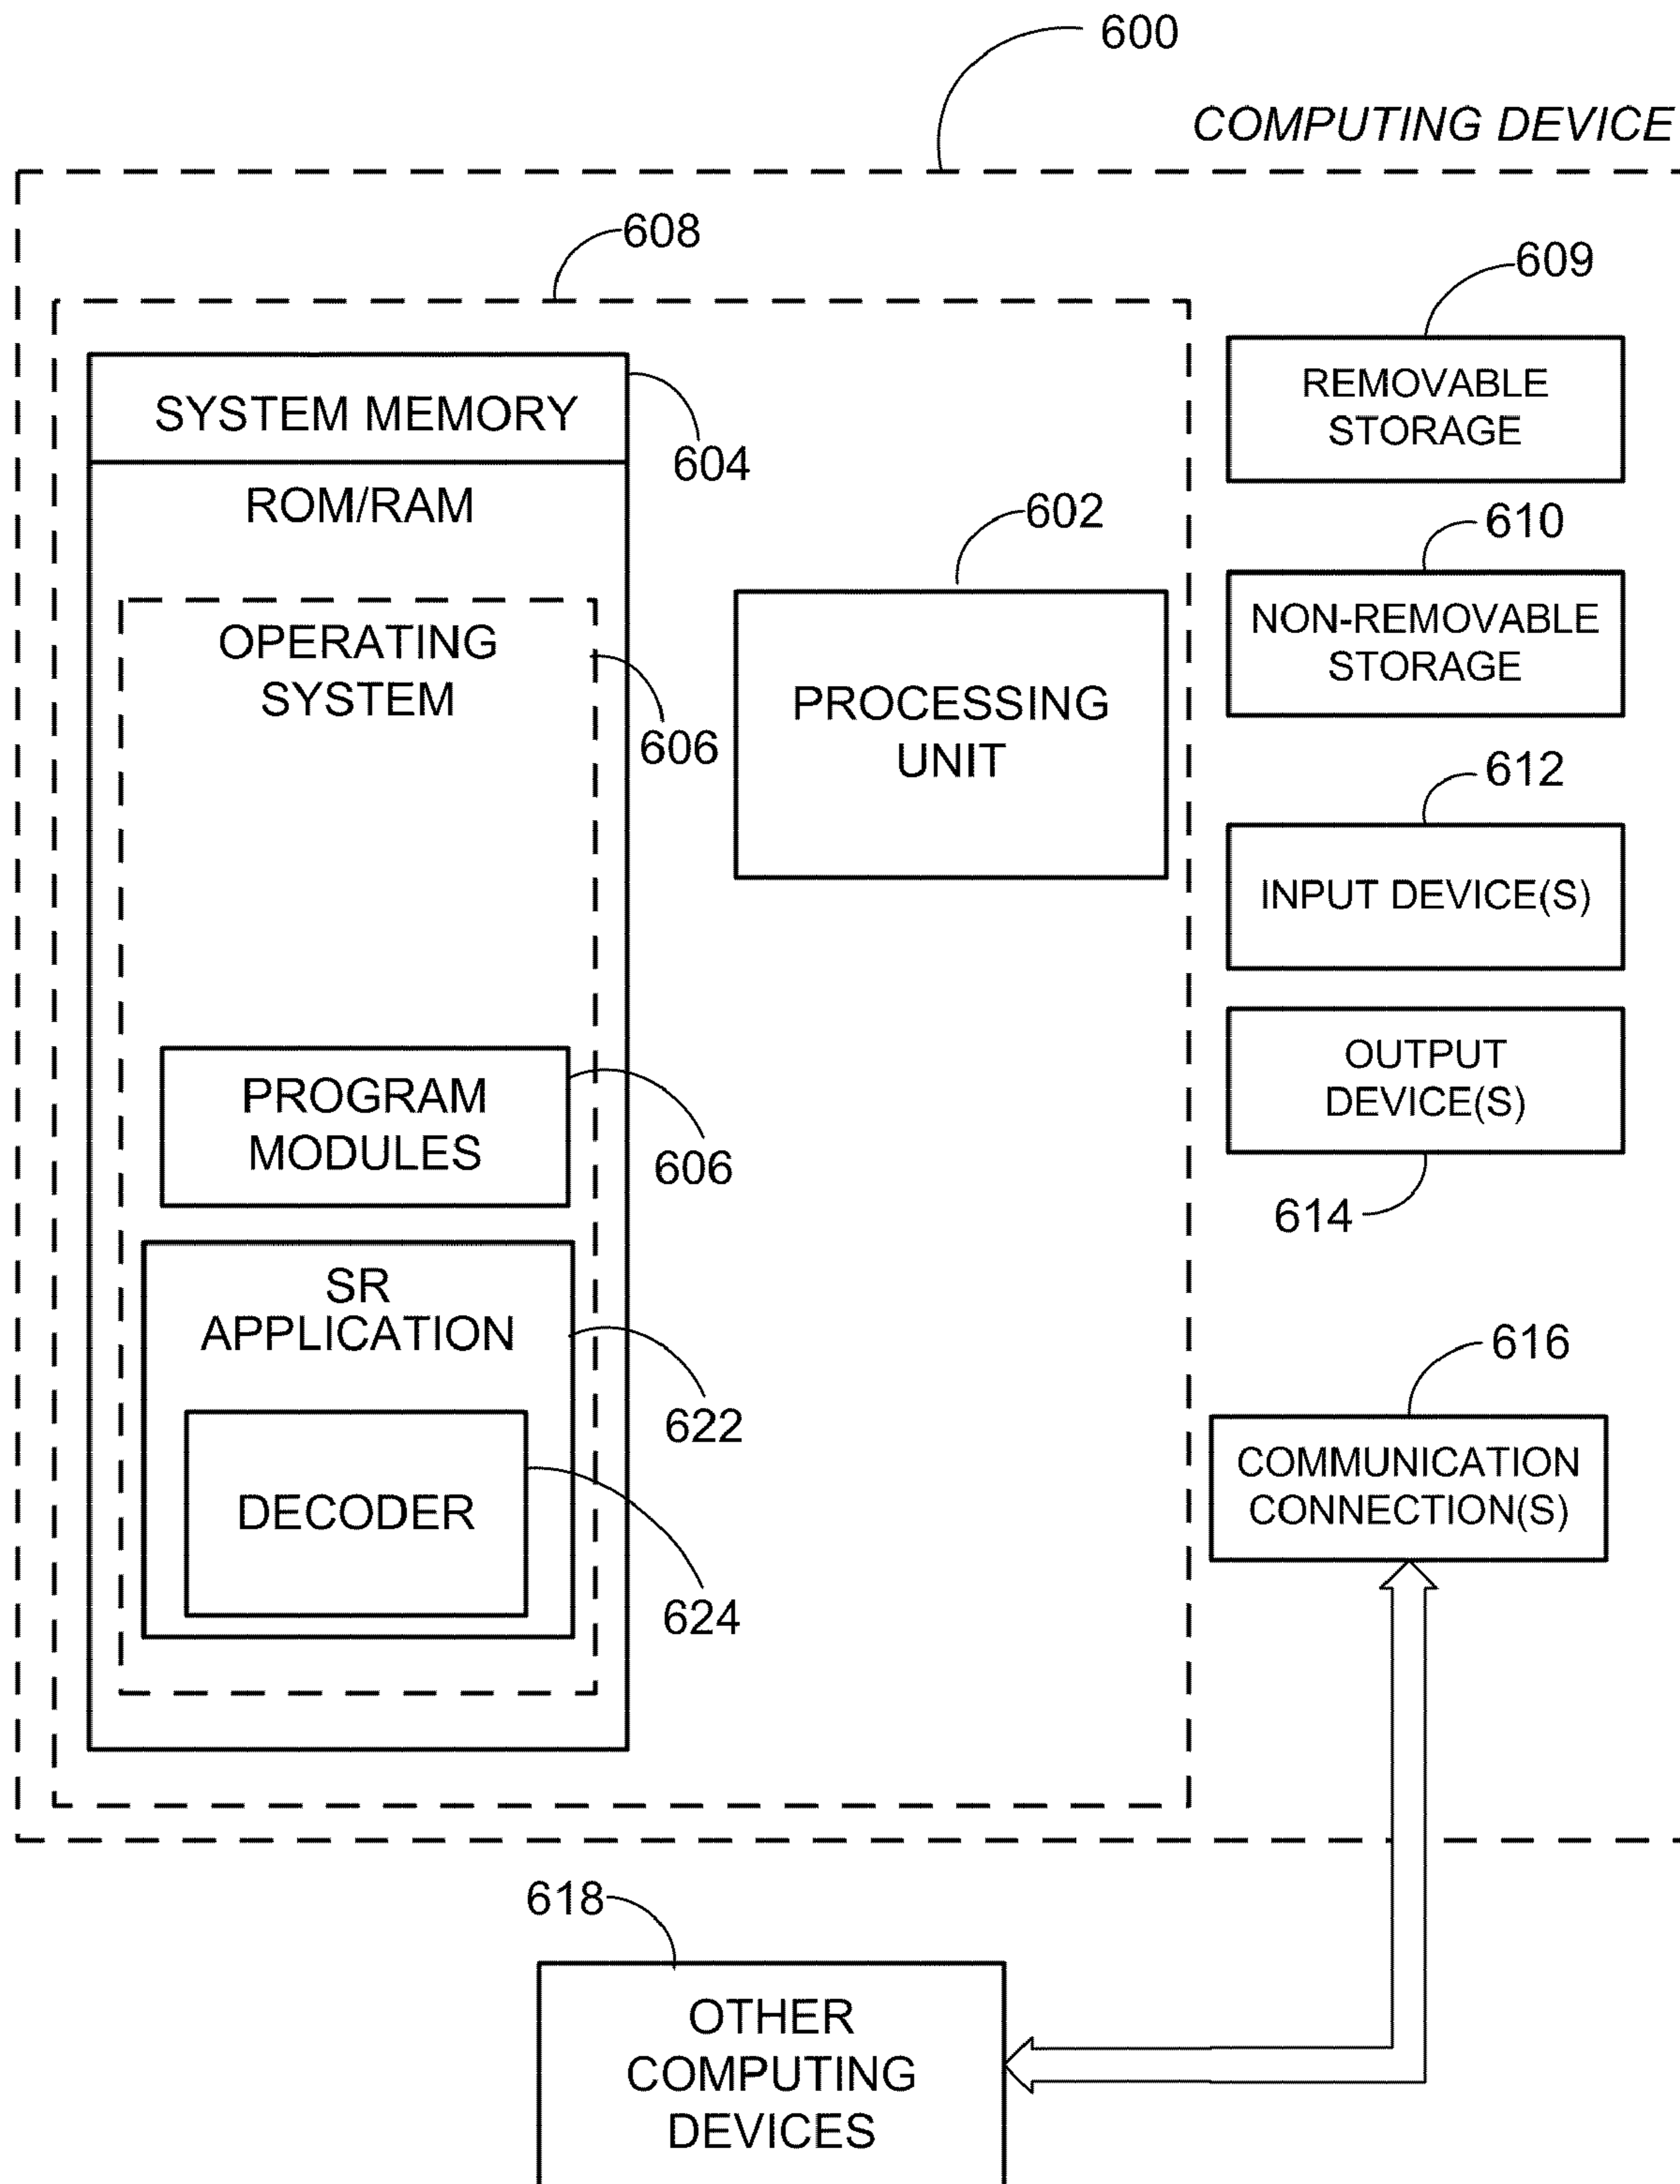 600
COMPUTING DEVICE
608
609
SYSTEM MEMORY
604
REMOVABLE
STORAGE
ROM/RAM
602
610
OPERATING
SYSTEM
606
PROCESSING
UNIT
NON-REMOVABLE
STORAGE
612
INPUT DEVICE(S)
PROGRAM
MODULES
606
OUTPUT
DEVICE(S)
614
SR
APPLICATION
622
616
DECODER
624
COMMUNICATION
CONNECTION(S)
618
OTHER
COMPUTING
DEVICES